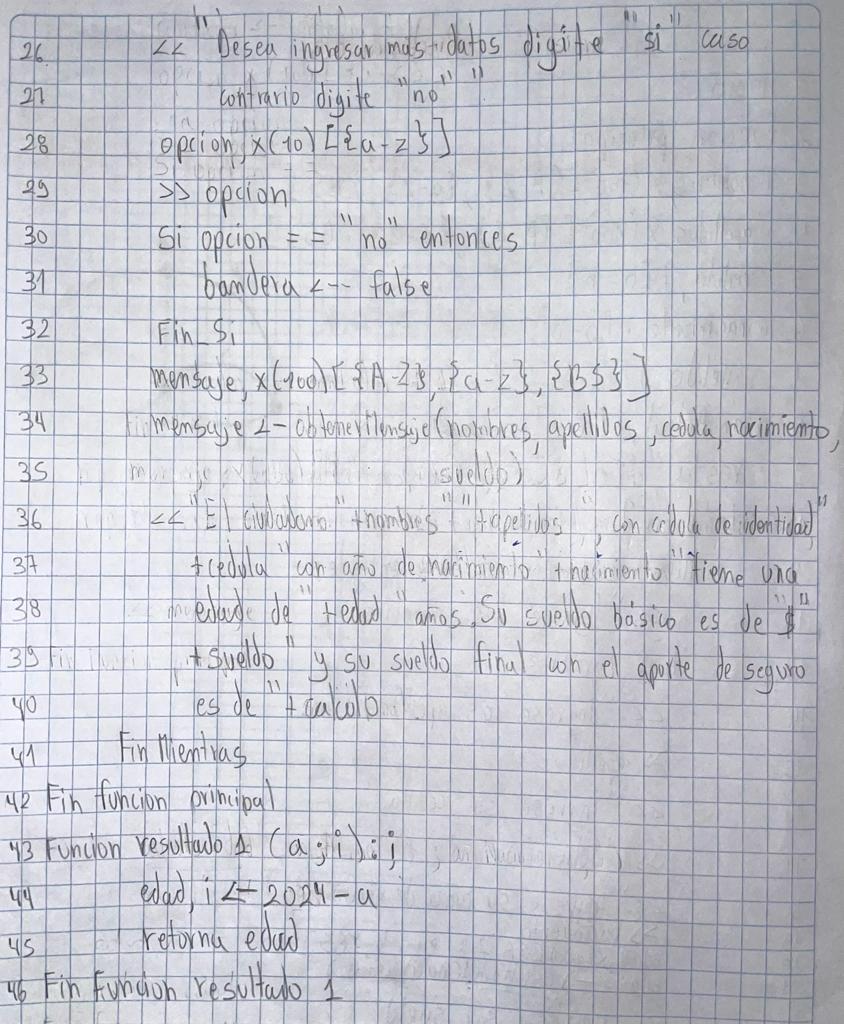 26 << "Desea ingresar mas datos digite "si" caso
27 contrario digite "no" "
28 opcion, x(10) [{a-z}]
29 >> opcion
30 Si opcion == "no" entonces
31 bandera <-- false
32 Fin_Si
33 mensaje, x(100) [{A-Z}, {a-z}, {BS}]
34 mensaje <- obtenerMensaje (nombres, apellidos, cedula, nacimiento,
35 sueldo)
36 << "El ciudadano "+nombres" "+apellidos", con cédula de identidad"
37 +cedula "con año de nacimiento" +nacimiento "tiene una
38 edad de "+edad" años. Su sueldo básico es de "$"
39 +sueldo" y su sueldo final con el aporte de seguro
40 es de "+calculo
41 Fin Mientras
42 Fin funcion principal
43 Funcion resultado 1 (a ; i) : i
44 edad, i <- 2024 - a
45 retorna edad
46 Fin Funcion resultado 1